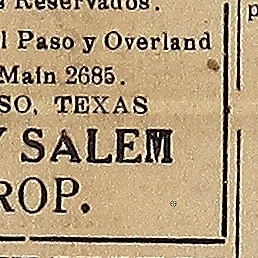 Reservados.
l Paso y Overland
Main 2685.
SO, TEXAS
Y SALEM
ROP.